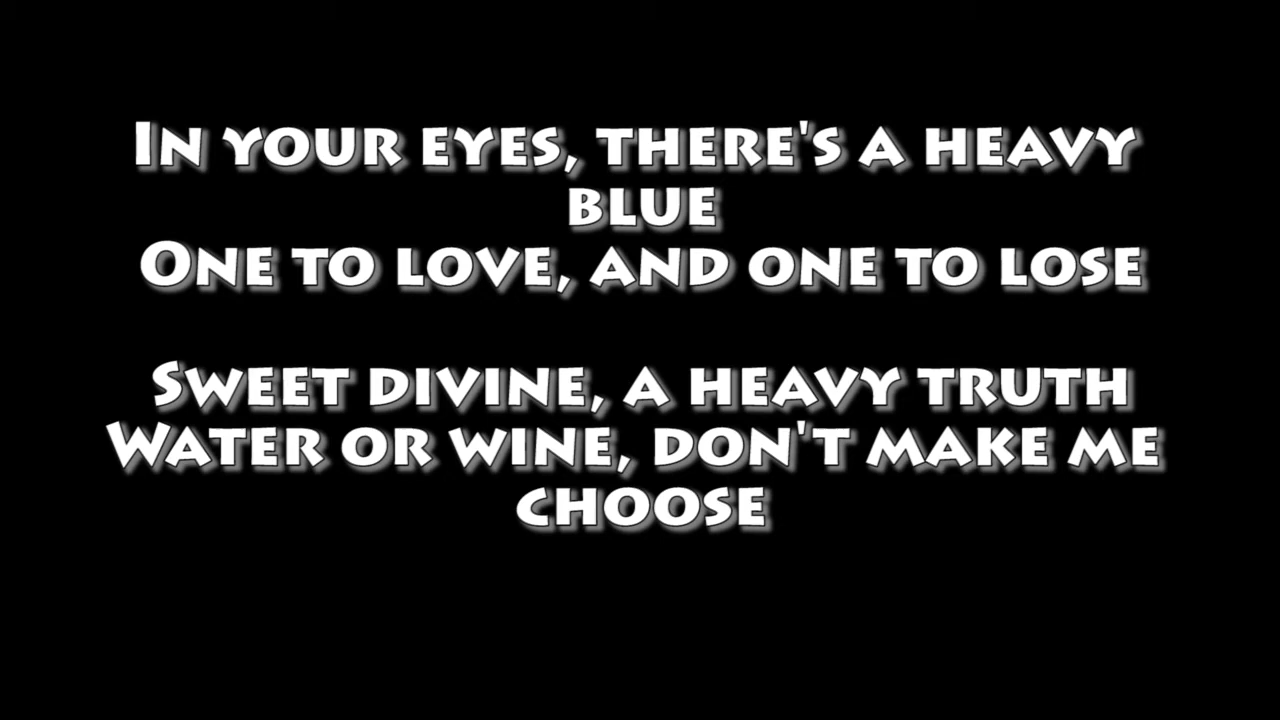 In your eyes, there's a heavy
blue
One to love, and one to lose
Sweet divine, a heavy truth
Water or wine, don't make me
choose